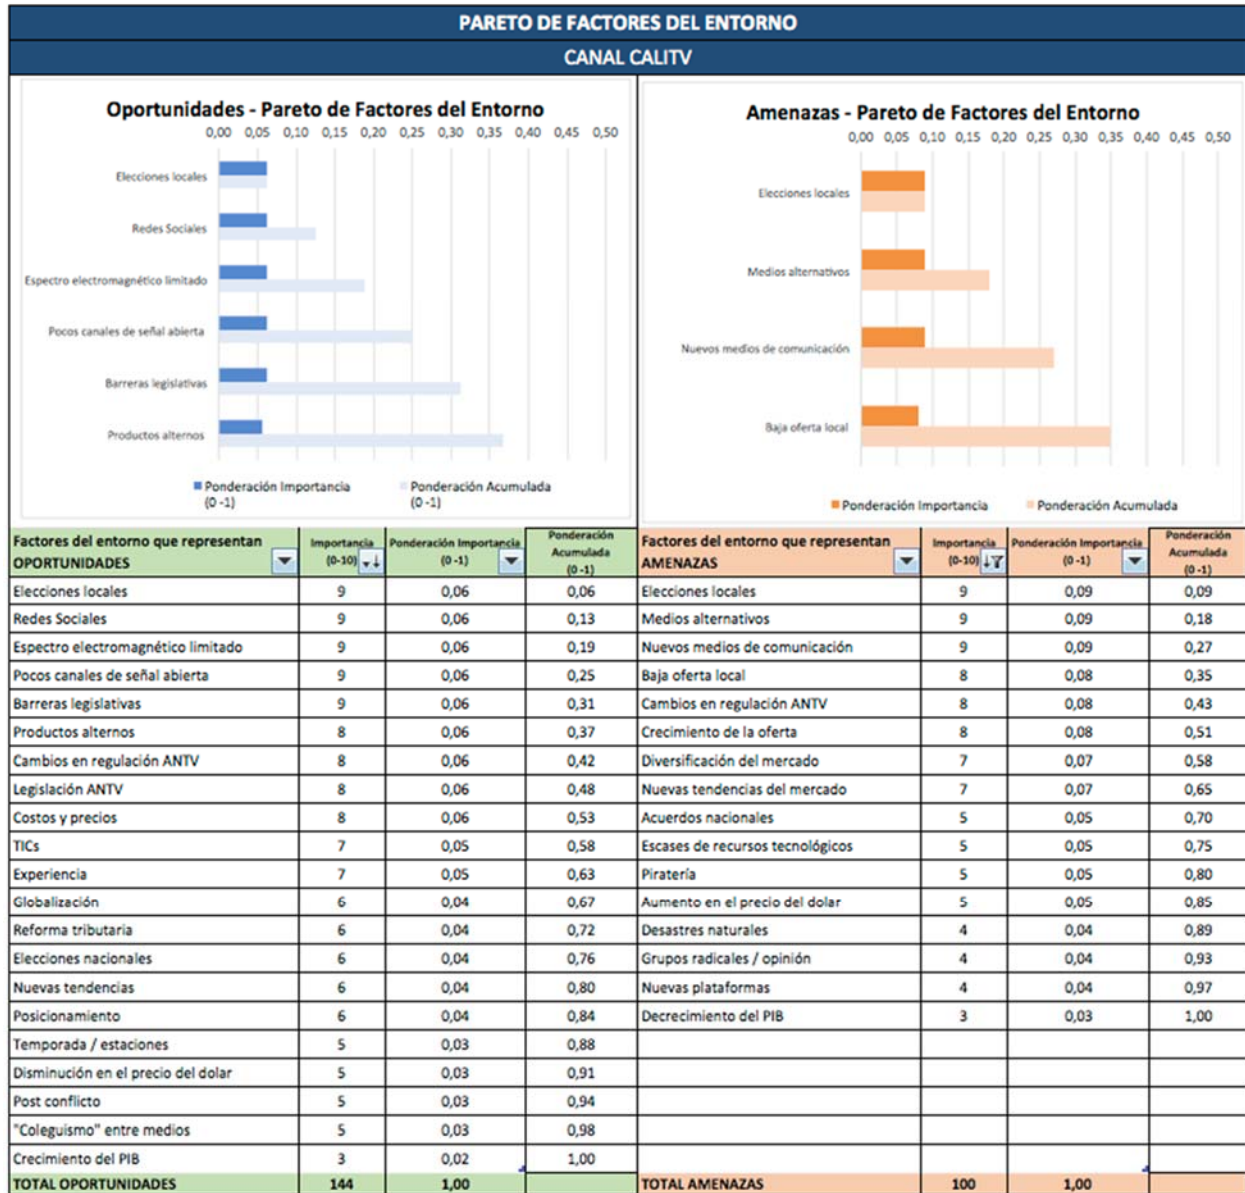 PARETO DE FACTORES DEL ENTORNO
CANAL CALITV
Oportunidades - Pareto de Factores del Entorno
0,00 0,05 0,10 0,15 0,20 0,25 0,30 0,35 0,40 0,45 0,50
Elecciones locales
Redes Sociales
Espectro electromagnético limitado
Pocos canales de señal abierta
Barreras legislativas
Productos alternos
Ponderación Importancia (0 -1)
Ponderación Acumulada (0 -1)
Amenazas - Pareto de Factores del Entorno
0,00 0,05 0,10 0,15 0,20 0,25 0,30 0,35 0,40 0,45 0,50
Elecciones locales
Medios alternativos
Nuevos medios de comunicación
Baja oferta local
Ponderación Importancia
Ponderación Acumulada
Factores del entorno que representan OPORTUNIDADES Importancia (0-10) Ponderación Importancia (0 -1) Ponderación Acumulada (0 -1) Factores del entorno que representan AMENAZAS Importancia (0-10) Ponderación Importancia (0 -1) Ponderación Acumulada (0 -1)
Elecciones locales 9 0,06 0,06 Elecciones locales 9 0,09 0,09
Redes Sociales 9 0,06 0,13 Medios alternativos 9 0,09 0,18
Espectro electromagnético limitado 9 0,06 0,19 Nuevos medios de comunicación 9 0,09 0,27
Pocos canales de señal abierta 9 0,06 0,25 Baja oferta local 8 0,08 0,35
Barreras legislativas 9 0,06 0,31 Cambios en regulación ANTV 8 0,08 0,43
Productos alternos 8 0,06 0,37 Crecimiento de la oferta 8 0,08 0,51
Cambios en regulación ANTV 8 0,06 0,42 Diversificación del mercado 7 0,07 0,58
Legislación ANTV 8 0,06 0,48 Nuevas tendencias del mercado 7 0,07 0,65
Costos y precios 8 0,06 0,53 Acuerdos nacionales 5 0,05 0,70
TICs 7 0,05 0,58 Escases de recursos tecnológicos 5 0,05 0,75
Experiencia 7 0,05 0,63 Piratería 5 0,05 0,80
Globalización 6 0,04 0,67 Aumento en el precio del dolar 5 0,05 0,85
Reforma tributaria 6 0,04 0,72 Desastres naturales 4 0,04 0,89
Elecciones nacionales 6 0,04 0,76 Grupos radicales / opinión 4 0,04 0,93
Nuevas tendencias 6 0,04 0,80 Nuevas plataformas 4 0,04 0,97
Posicionamiento 6 0,04 0,84 Decrecimiento del PIB 3 0,03 1,00
Temporada / estaciones 5 0,03 0,88
Disminución en el precio del dolar 5 0,03 0,91
Post conflicto 5 0,03 0,94
"Coleguismo" entre medios 5 0,03 0,98
Crecimiento del PIB 3 0,02 1,00
TOTAL OPORTUNIDADES 144 1,00 TOTAL AMENAZAS 100 1,00